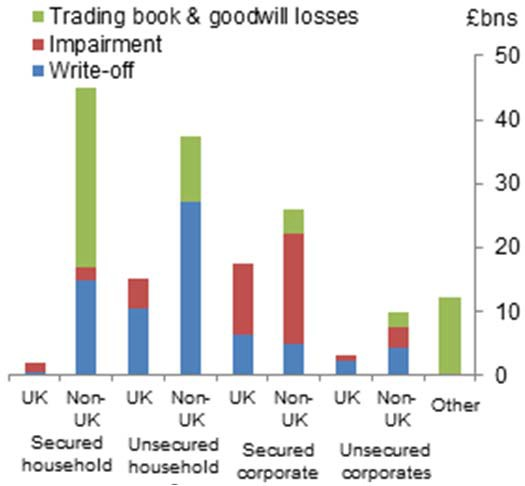 Trading book & goodwill losses
£bns
Impairment
Write-off
50
40
30
20
10
0
UK Non-UK UK Non-UK UK Non-UK UK Non-UK Other
Secured household
Unsecured household
Secured corporate
Unsecured corporates